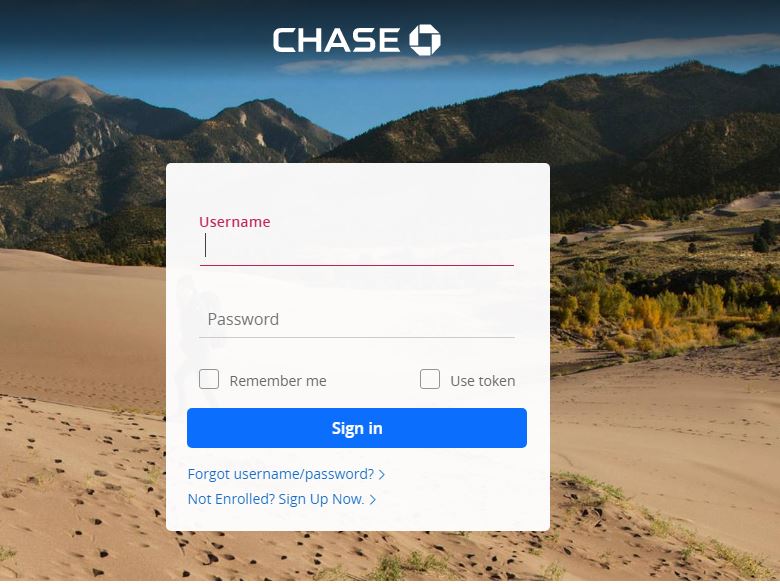 CHASE
Username
Password
Remember me Use token
Sign in
Forgot username/password?
Not Enrolled? Sign Up Now.